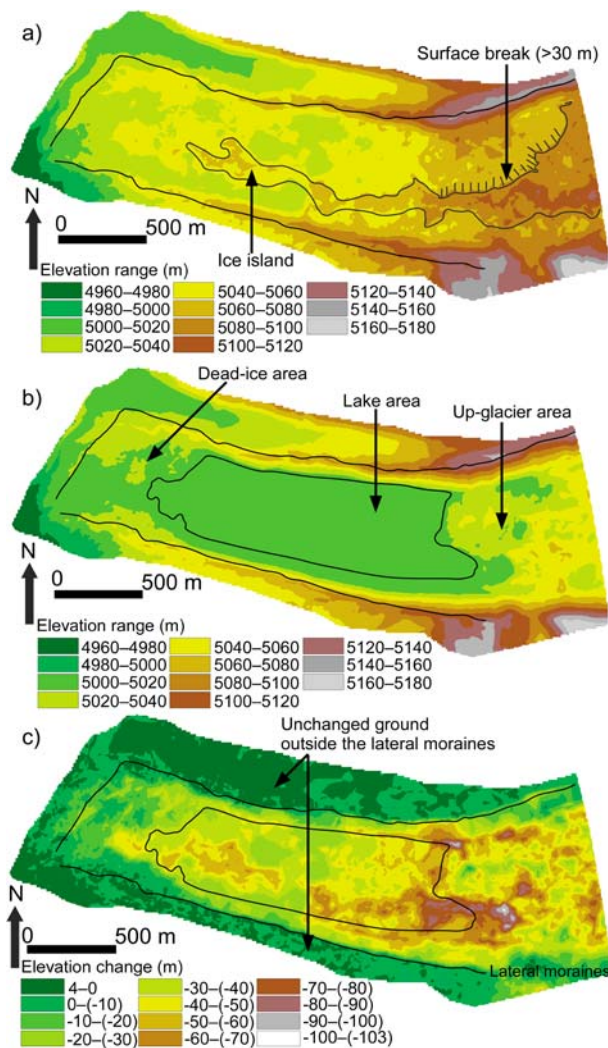 a)
Surface break (>30 m)
N
0 500 m
Ice island
Elevation range (m)
4960–4980 5040–5060 5120–5140
4980–5000 5060–5080 5140–5160
5000–5020 5080–5100 5160–5180
5020–5040 5100–5120
b)
Dead-ice area
Lake area
Up-glacier area
N
0 500 m
Elevation range (m)
4960–4980 5040–5060 5120–5140
4980–5000 5060–5080 5140–5160
5000–5020 5080–5100 5160–5180
5020–5040 5100–5120
c)
Unchanged ground
outside the lateral moraines
N
0 500 m
Lateral moraines
Elevation change (m)
4–0 -30–(-40) -70–(-80)
0–(-10) -40–(-50) -80–(-90)
-10–(-20) -50–(-60) -90–(-100)
-20–(-30) -60–(-70) -100–(-103)